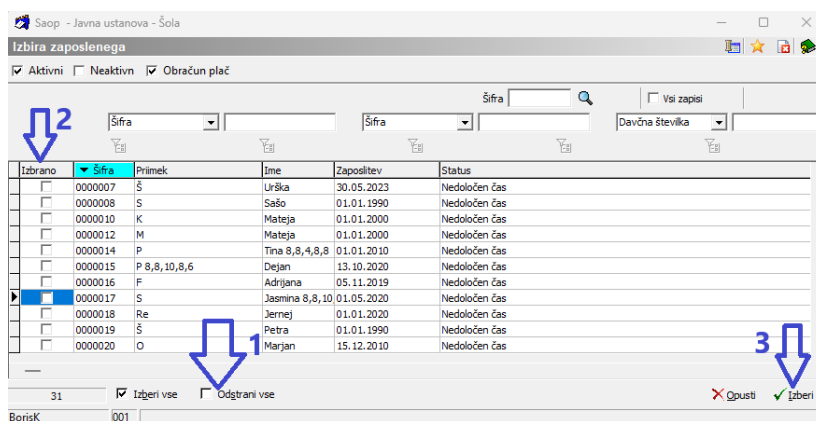 Saop - Javna ustanova - Šola
Izbira zaposlenega
Aktivni Neaktivn Obračun plač
Šifra Vsi zapisi
2 Šifra Šifra Davčna številka
Izbrano Šifra Priimek Ime Zaposlitev Status
0000007 Š Urška 30.05.2023 Nedoločen čas
0000008 S Sašo 01.01.1990 Nedoločen čas
0000010 K Mateja 01.01.2000 Nedoločen čas
0000012 M Mateja 01.01.2000 Nedoločen čas
0000014 P Tina 8,8,4,8,8 01.01.2010 Nedoločen čas
0000015 P 8,8,10,8,6 Dejan 13.10.2020 Nedoločen čas
0000016 F Adrijana 05.11.2019 Nedoločen čas
0000017 S Jasmina 8,8,10 01.05.2020 Nedoločen čas
0000018 Re Jernej 01.01.2020 Nedoločen čas
0000019 Š Petra 01.01.1990 Nedoločen čas
0000020 O Marjan 15.12.2010 Nedoločen čas
1 3
31 Izberi vse Odstrani vse Opusti Izberi
BorisK 001